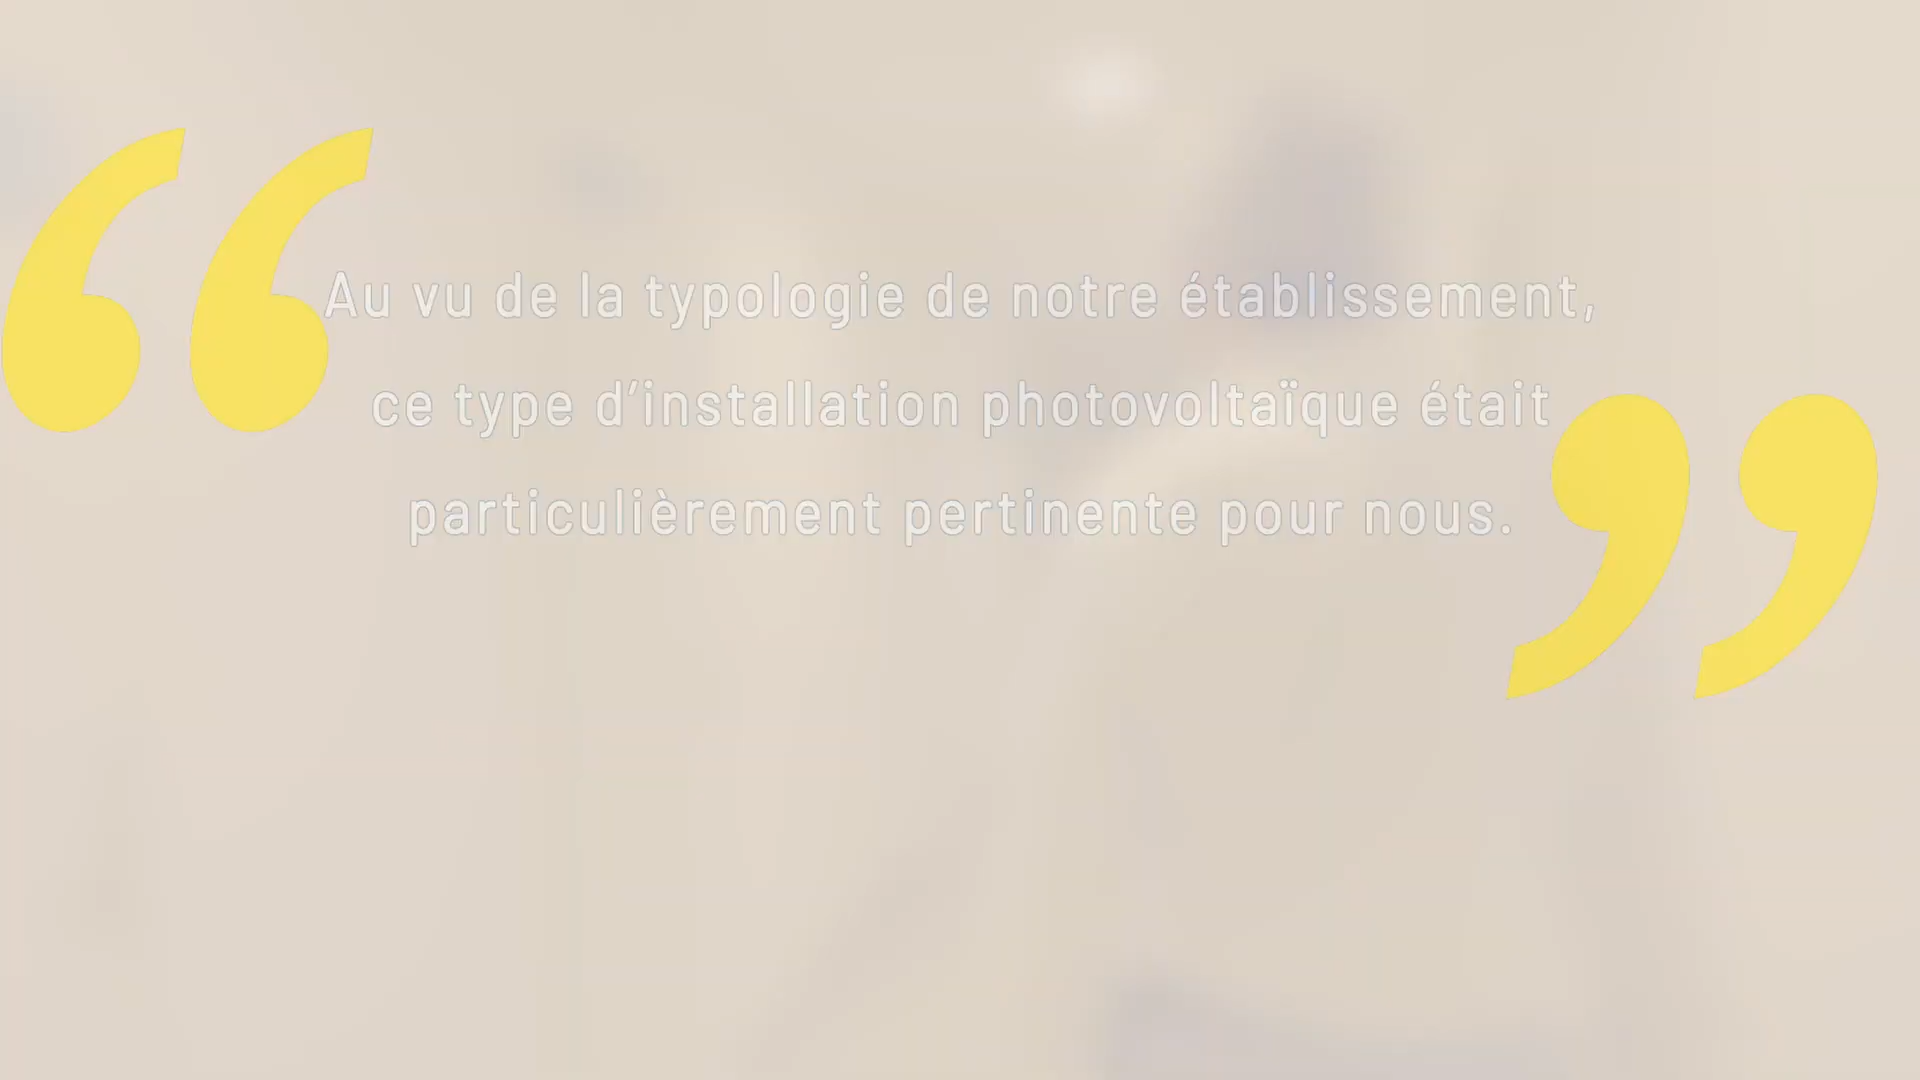 “Au vu de la typologie de notre établissement,
ce type d’installation photovoltaïque était
particulièrement pertinente pour nous.”